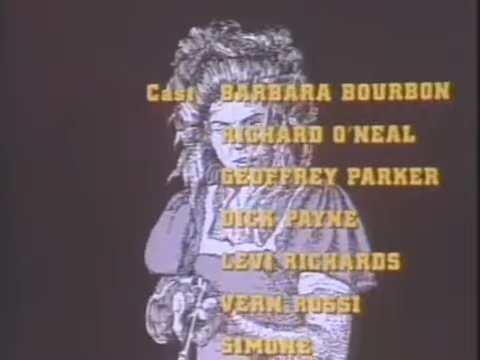 Cast BARBARA BOURBON
RICHARD O'NEAL
GEOFFREY PARKER
DICK PAYNE
LEVI RICHARDS
VERN ROSSI
SIMONE